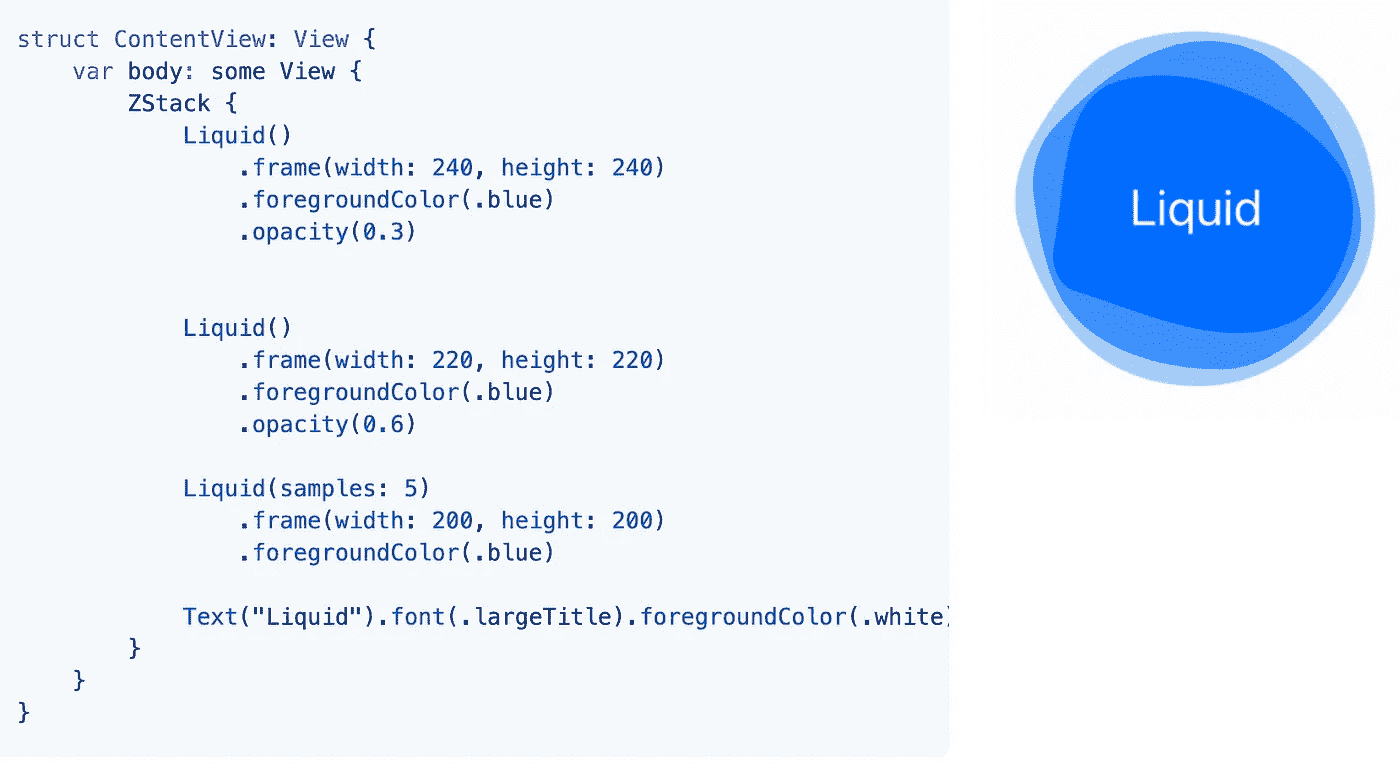 struct ContentView: View {
    var body: some View {
        ZStack {
            Liquid()
                .frame(width: 240, height: 240)
                .foregroundColor(.blue)
                .opacity(0.3)
            Liquid()
                .frame(width: 220, height: 220)
                .foregroundColor(.blue)
                .opacity(0.6)
            Liquid(samples: 5)
                .frame(width: 200, height: 200)
                .foregroundColor(.blue)
            Text("Liquid").font(.largeTitle).foregroundColor(.white)
        }
    }
}
Liquid